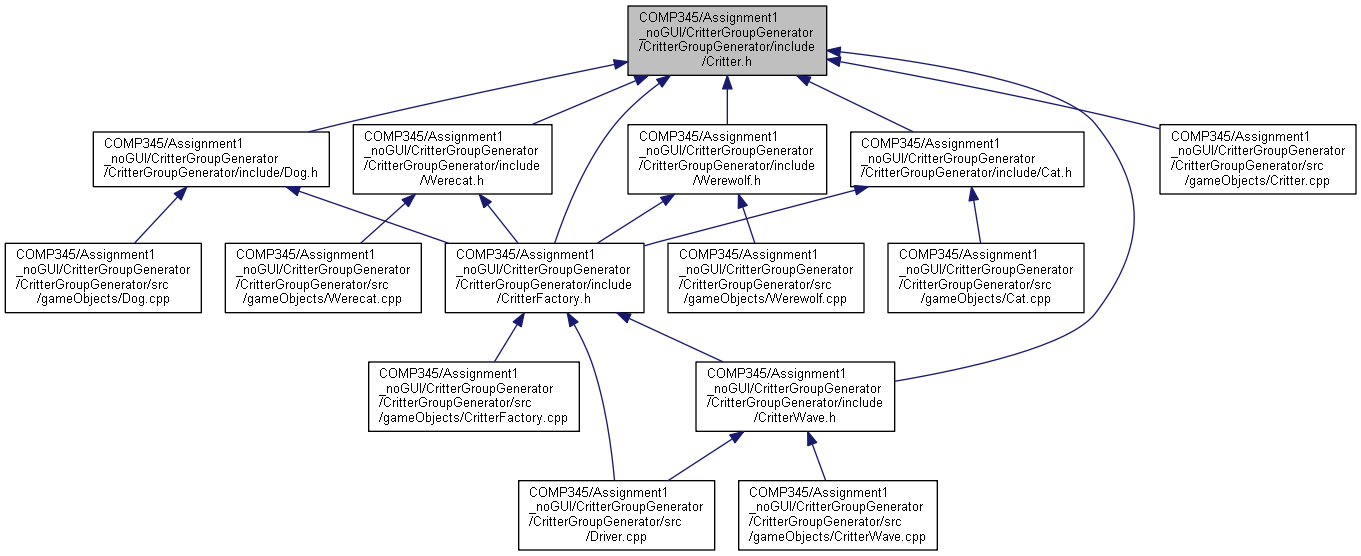 COMP345/Assignment1
_noGUI/CritterGroupGenerator
/CritterGroupGenerator/include
/Critter.h
COMP345/Assignment1
_noGUI/CritterGroupGenerator
/CritterGroupGenerator/include/Dog.h
COMP345/Assignment1
_noGUI/CritterGroupGenerator
/CritterGroupGenerator/include
/Werecat.h
COMP345/Assignment1
_noGUI/CritterGroupGenerator
/CritterGroupGenerator/include
/Werewolf.h
COMP345/Assignment1
_noGUI/CritterGroupGenerator
/CritterGroupGenerator/include/Cat.h
COMP345/Assignment1
_noGUI/CritterGroupGenerator
/CritterGroupGenerator/src
/gameObjects/Critter.cpp
COMP345/Assignment1
_noGUI/CritterGroupGenerator
/CritterGroupGenerator/src
/gameObjects/Dog.cpp
COMP345/Assignment1
_noGUI/CritterGroupGenerator
/CritterGroupGenerator/src
/gameObjects/Werecat.cpp
COMP345/Assignment1
_noGUI/CritterGroupGenerator
/CritterGroupGenerator/include
/CritterFactory.h
COMP345/Assignment1
_noGUI/CritterGroupGenerator
/CritterGroupGenerator/src
/gameObjects/Werewolf.cpp
COMP345/Assignment1
_noGUI/CritterGroupGenerator
/CritterGroupGenerator/src
/gameObjects/Cat.cpp
COMP345/Assignment1
_noGUI/CritterGroupGenerator
/CritterGroupGenerator/src
/gameObjects/CritterFactory.cpp
COMP345/Assignment1
_noGUI/CritterGroupGenerator
/CritterGroupGenerator/include
/CritterWave.h
COMP345/Assignment1
_noGUI/CritterGroupGenerator
/CritterGroupGenerator/src
/Driver.cpp
COMP345/Assignment1
_noGUI/CritterGroupGenerator
/CritterGroupGenerator/src
/gameObjects/CritterWave.cpp